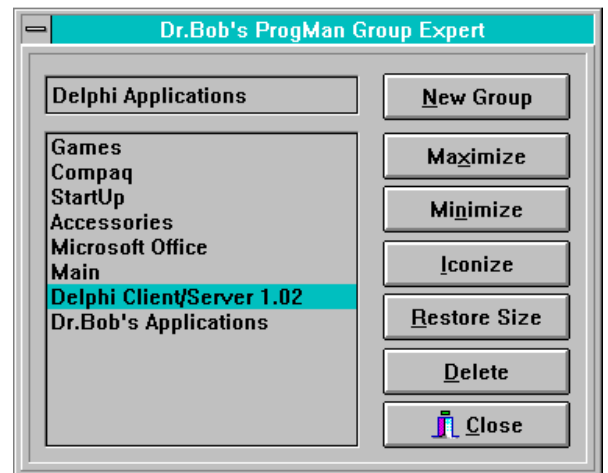 Dr.Bob's ProgMan Group Expert
Delphi Applications
New Group
Games
Compaq
StartUp
Accessories
Microsoft Office
Main
Delphi Client/Server 1.02
Dr.Bob's Applications
Maximize
Minimize
Iconize
Restore Size
Delete
Close